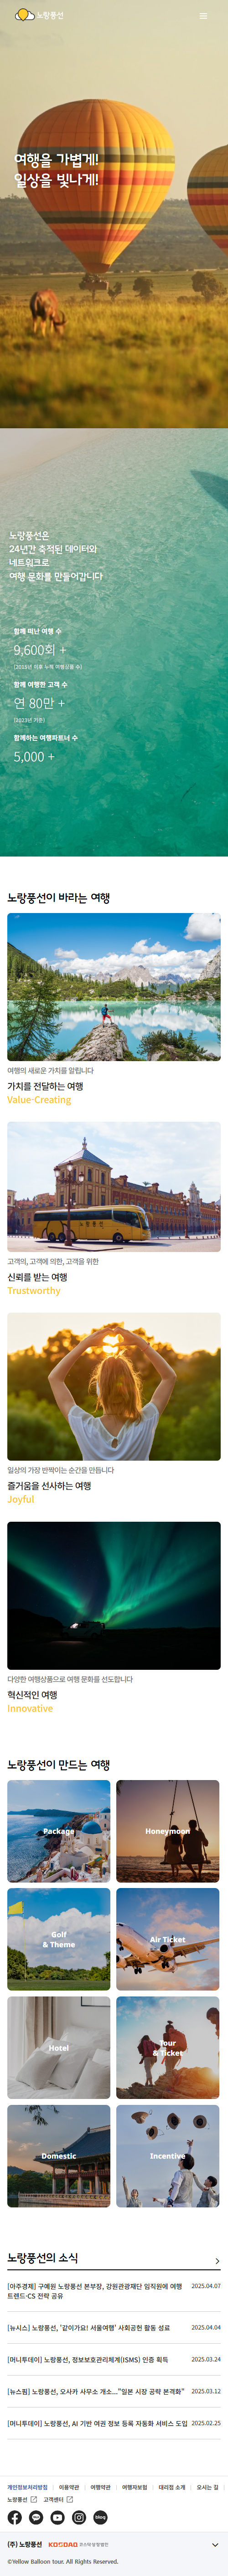 노랑풍선
여행을 가볍게!
일상을 빛나게!
노랑풍선은
24년간 축적된 데이터와
네트워크로
여행 문화를 만들어갑니다
함께 떠난 여행 수
9,600회 +
함께 여행한 고객 수
연 80만 +
(2023년 기준)
함께하는 여행파트너 수
5,000 +
노랑풍선이 바라는 여행
여행의 새로운 가치를 알립니다
가치를 전달하는 여행
Value-Creating
노랑풍선
고객의, 고객에 의한, 고객을 위한
신뢰를 받는 여행
Trustworthy
일상의 가장 반짝이는 순간을 만듭니다
즐거움을 선사하는 여행
Joyful
다양한 여행상품으로 여행 문화를 선도합니다
혁신적인 여행
Innovative
노랑풍선이 만드는 여행
Package
Honeymoon
Golf
& Theme
Air Ticket
Hotel
Tour
& Ticket
Domestic
Incentive
노랑풍선의 소식
[아주경제] 구예원 노랑풍선 본부장, 강원관광재단 임직원에 여행 트렌드·CS 전략 공유
2025.04.07
[뉴시스] 노랑풍선, '같이가요! 서울여행' 사회공헌 활동 성료
2025.04.04
[머니투데이] 노랑풍선, 정보보호관리체계(ISMS) 인증 획득
2025.03.24
[뉴스핌] 노랑풍선, 오사카 사무소 개소..."일본 시장 공략 본격화"
2025.03.12
[머니투데이] 노랑풍선, AI 기반 여권 정보 등록 자동화 서비스 도입
2025.02.25
개인정보처리방침 이용약관 여행약관 여행자보험 대리점 소개 오시는 길
노랑풍선 고객센터
blog
(주) 노랑풍선 KOSDAQ 코스닥 상장법인
©Yellow Balloon tour. All Rights Reserved.